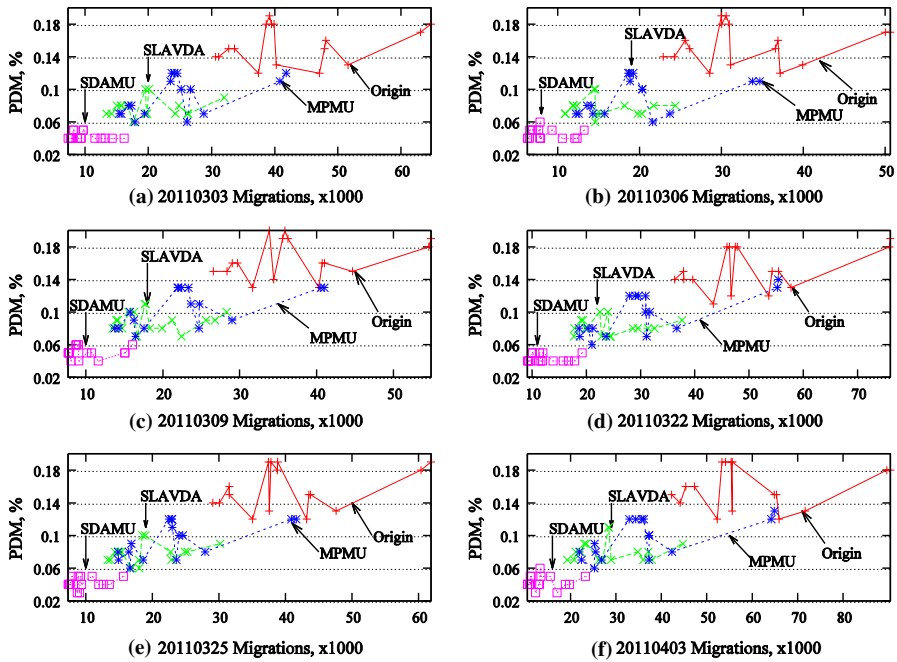 PDM, %
0.18
0.14
0.1
0.06
0.02
SLAVDA
SDAMU
Origin
MPMU
10 20 30 40 50 60
(a) 20110303 Migrations, x1000
PDM, %
0.18
0.14
0.1
0.06
0.02
SLAVDA
SDAMU
Origin
MPMU
10 20 30 40 50
(b) 20110306 Migrations, x1000
PDM, %
0.18
0.14
0.1
0.06
0.02
SLAVDA
SDAMU
Origin
MPMU
10 20 30 40 50
(c) 20110309 Migrations, x1000
PDM, %
0.18
0.14
0.1
0.06
0.02
SLAVDA
SDAMU
Origin
MPMU
10 20 30 40 50 60 70
(d) 20110322 Migrations, x1000
PDM, %
0.18
0.14
0.1
0.06
0.02
SLAVDA
SDAMU
MPMU
Origin
10 20 30 40 50 60
(e) 20110325 Migrations, x1000
PDM, %
0.18
0.14
0.1
0.06
0.02
SLAVDA
SDAMU
Origin
MPMU
20 30 40 50 60 70 80
(f) 20110403 Migrations, x1000